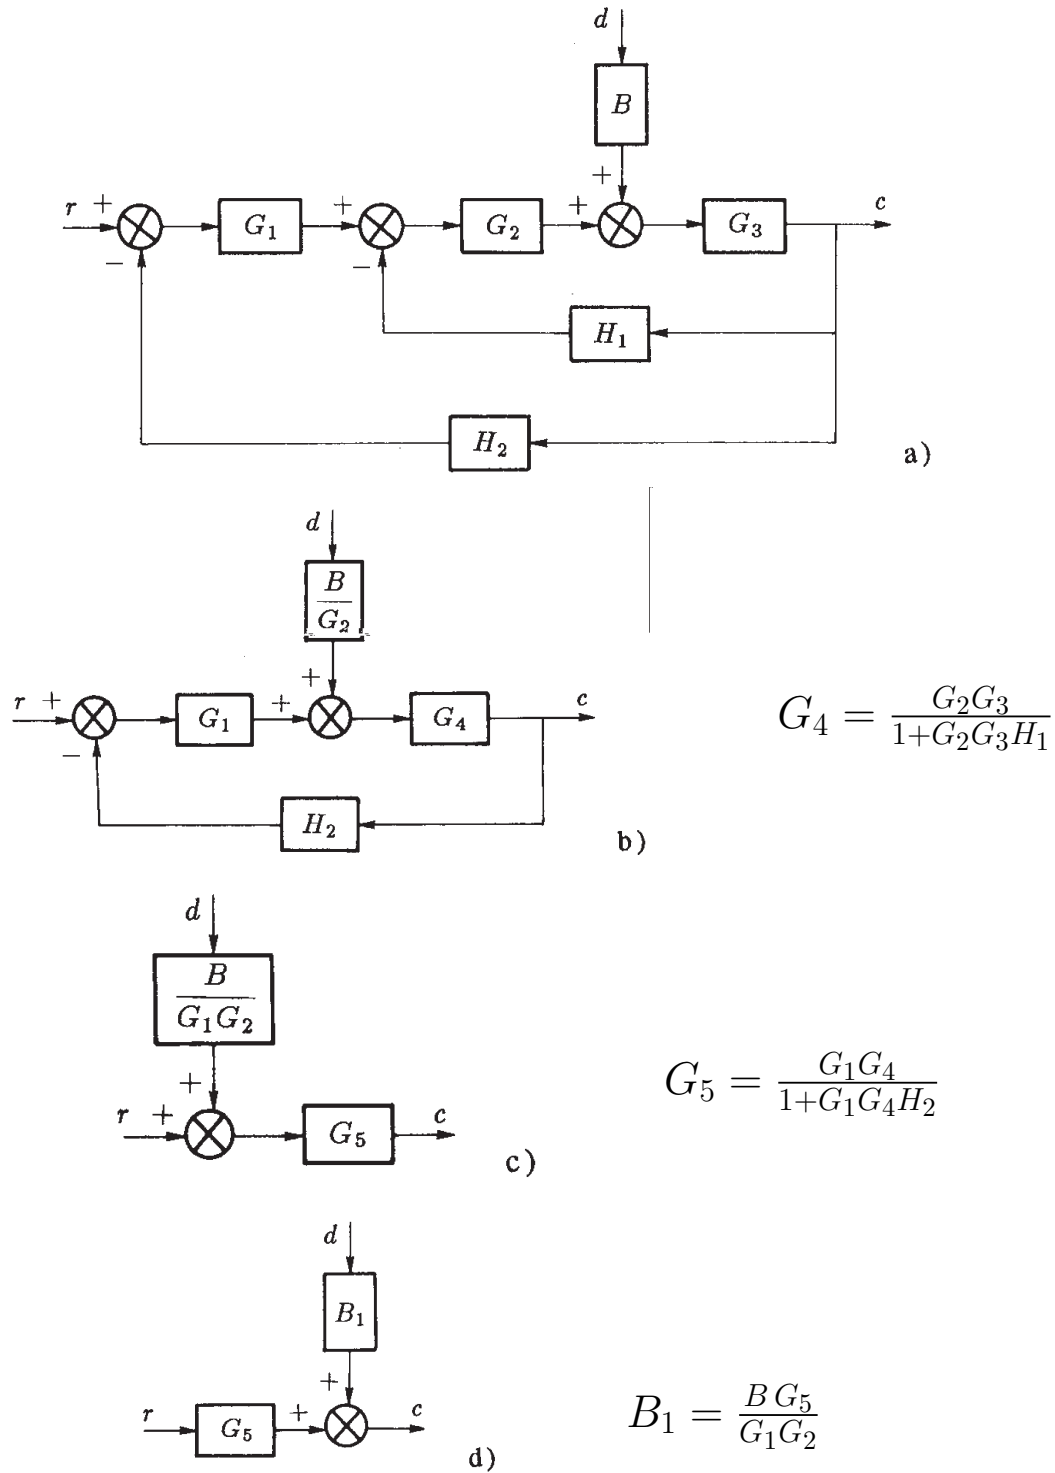 d
B
r + G₁ + G₂ + G₃ c
+
− −
H₁
H₂
a)
d
B/G₂
+
r + G₁ + G₄ c
−
H₂
b)
G₄ = G₂G₃/(1+G₂G₃H₁)
d
B/(G₁G₂)
+
r + G₅ c
c)
G₅ = G₁G₄/(1+G₁G₄H₂)
d
B₁
+
r G₅ + c
d)
B₁ = B G₅/(G₁G₂)